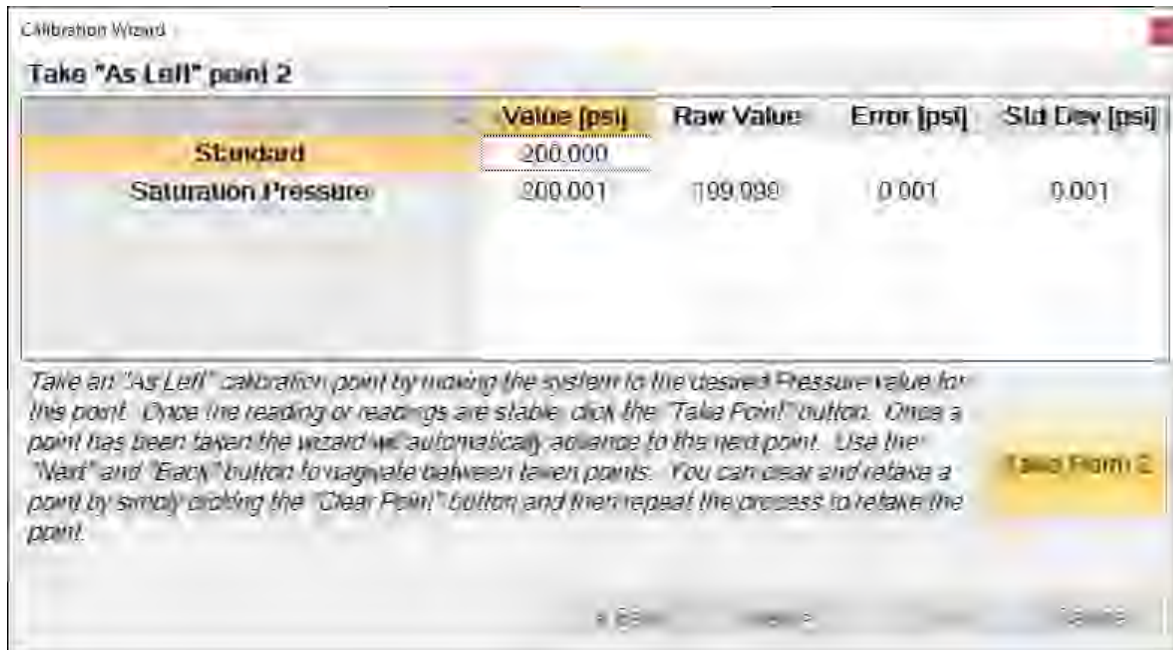 Calibration Wizard
Take "As Left" point 2
Value [psi] Raw Value Error [psi] Std Dev [psi]
Standard 200.000
Saturation Pressure 200.001 0.001 0.001
Take an "As Left" calibration point by moving the system to the desired Pressure value for
this point. Once the reading or readings are stable, click the "Take Point" button. Once a
point has been taken the wizard will automatically advance to the next point. Use the
"Next" and "Back" button to nagivate between taken points. You can clear and retake a
point by simply clicking the "Clear Point" button and then repeat the process to retake the
point.
Take Point 2